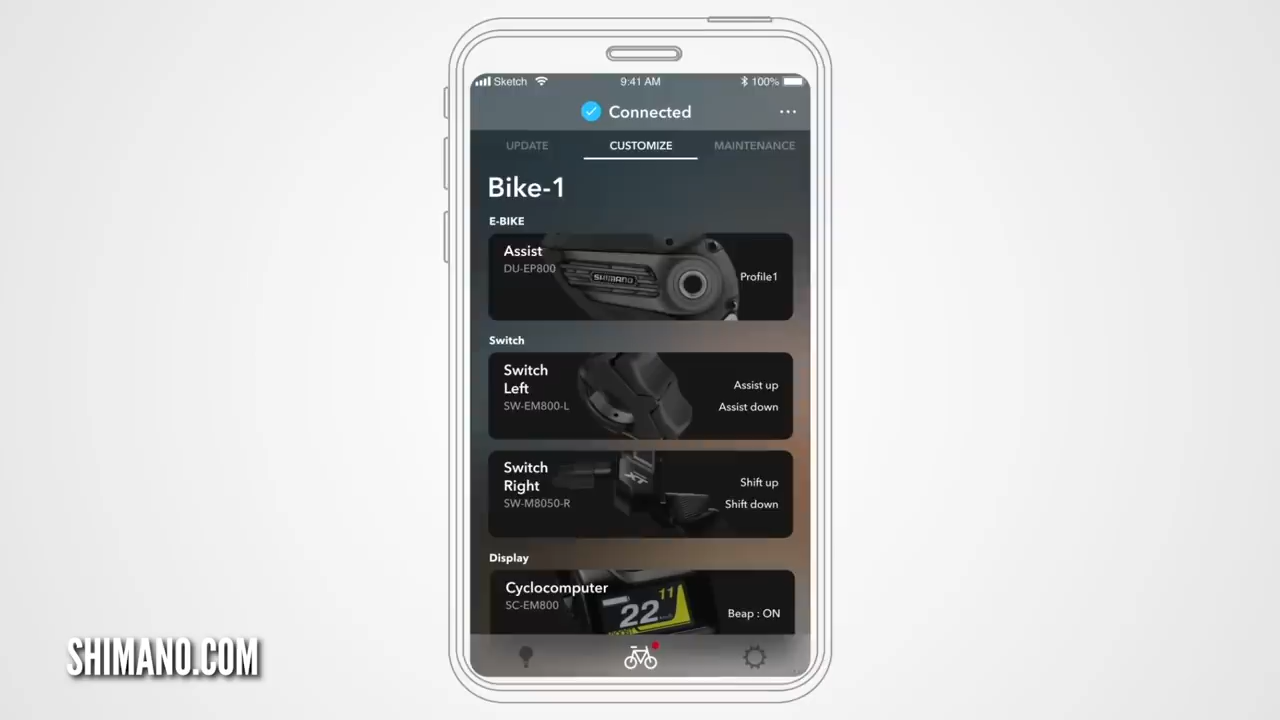 Sketch 9:41 AM 100%
Connected
UPDATE CUSTOMIZE MAINTENANCE
Bike-1
E-BIKE
Assist
DU-EP800
SHIMANO
Profile1
Switch
Switch
Left
SW-EM800-L
Assist up
Assist down
Switch
Right
SW-M8050-R
XT
Shift up
Shift down
Display
Cyclocomputer
SC-EM800
11
22
km/h
Beap : ON
SHIMANO.COM